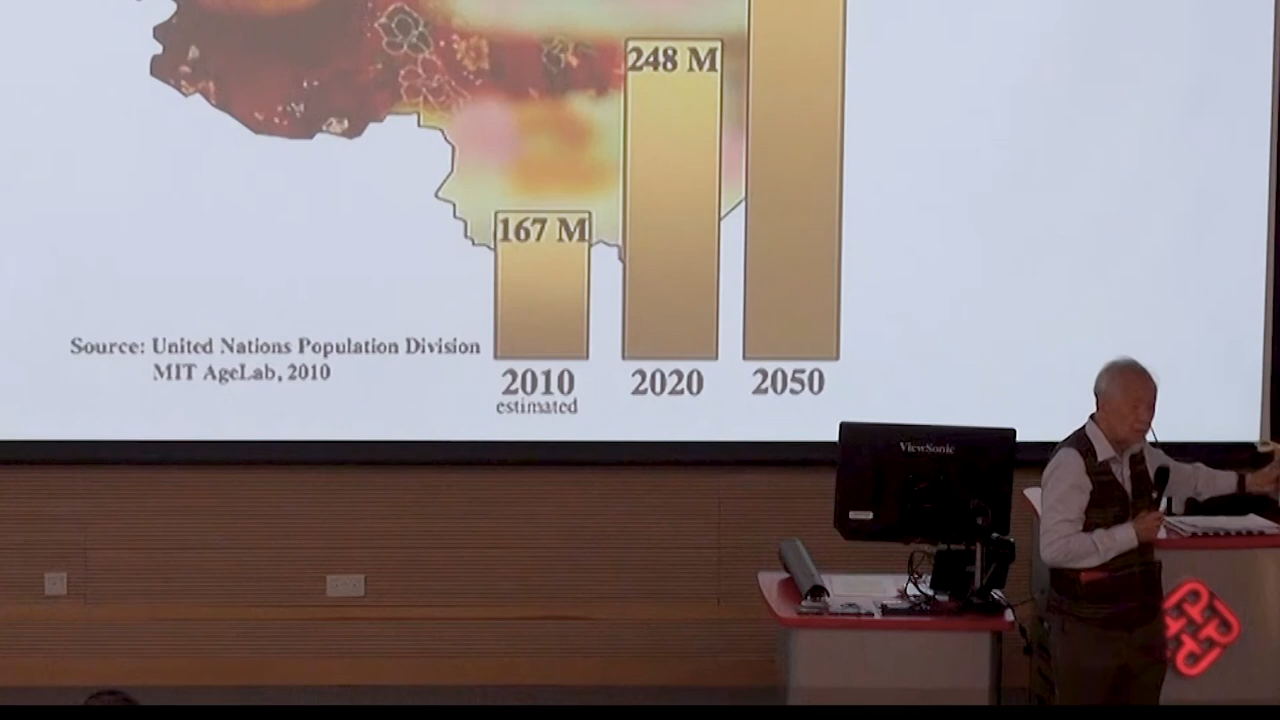 248 M
167 M
Source: United Nations Population Division
MIT AgeLab, 2010
2010
estimated
2020
2050
ViewSonic